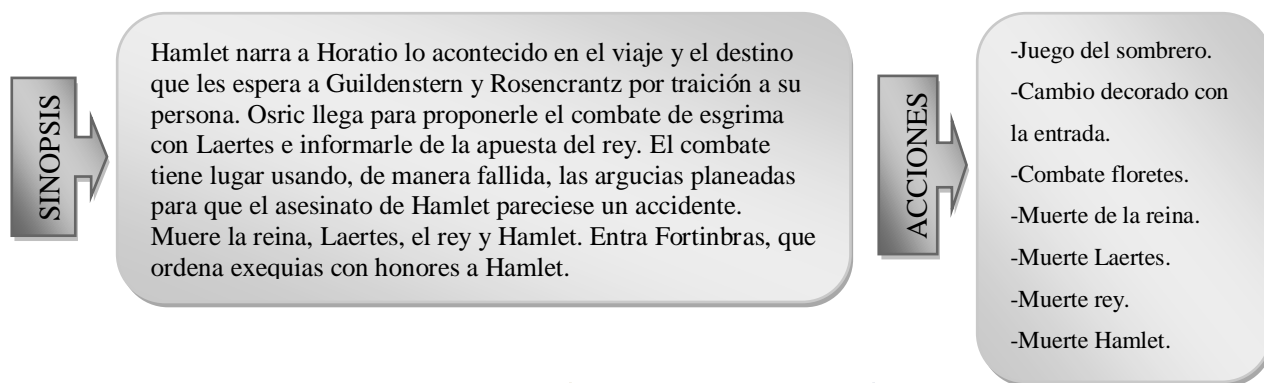 SINOPSIS
Hamlet narra a Horatio lo acontecido en el viaje y el destino
que les espera a Guildenstern y Rosencrantz por traición a su
persona. Osric llega para proponerle el combate de esgrima
con Laertes e informarle de la apuesta del rey. El combate
tiene lugar usando, de manera fallida, las argucias planeadas
para que el asesinato de Hamlet pareciese un accidente.
Muere la reina, Laertes, el rey y Hamlet. Entra Fortinbras, que
ordena exequias con honores a Hamlet.
ACCIONES
-Juego del sombrero.
-Cambio decorado con
la entrada.
-Combate floretes.
-Muerte de la reina.
-Muerte Laertes.
-Muerte rey.
-Muerte Hamlet.